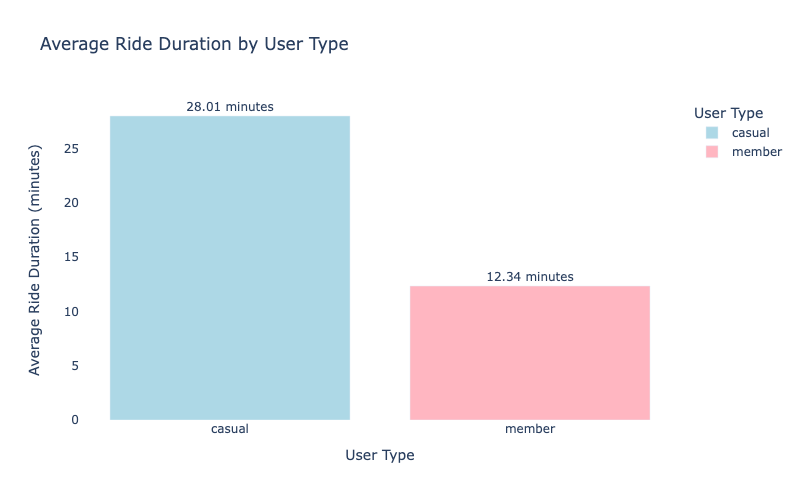 Average Ride Duration by User Type
28.01 minutes
12.34 minutes
User Type
casual
member
Average Ride Duration (minutes)
25
20
15
10
5
0
casual
member
User Type